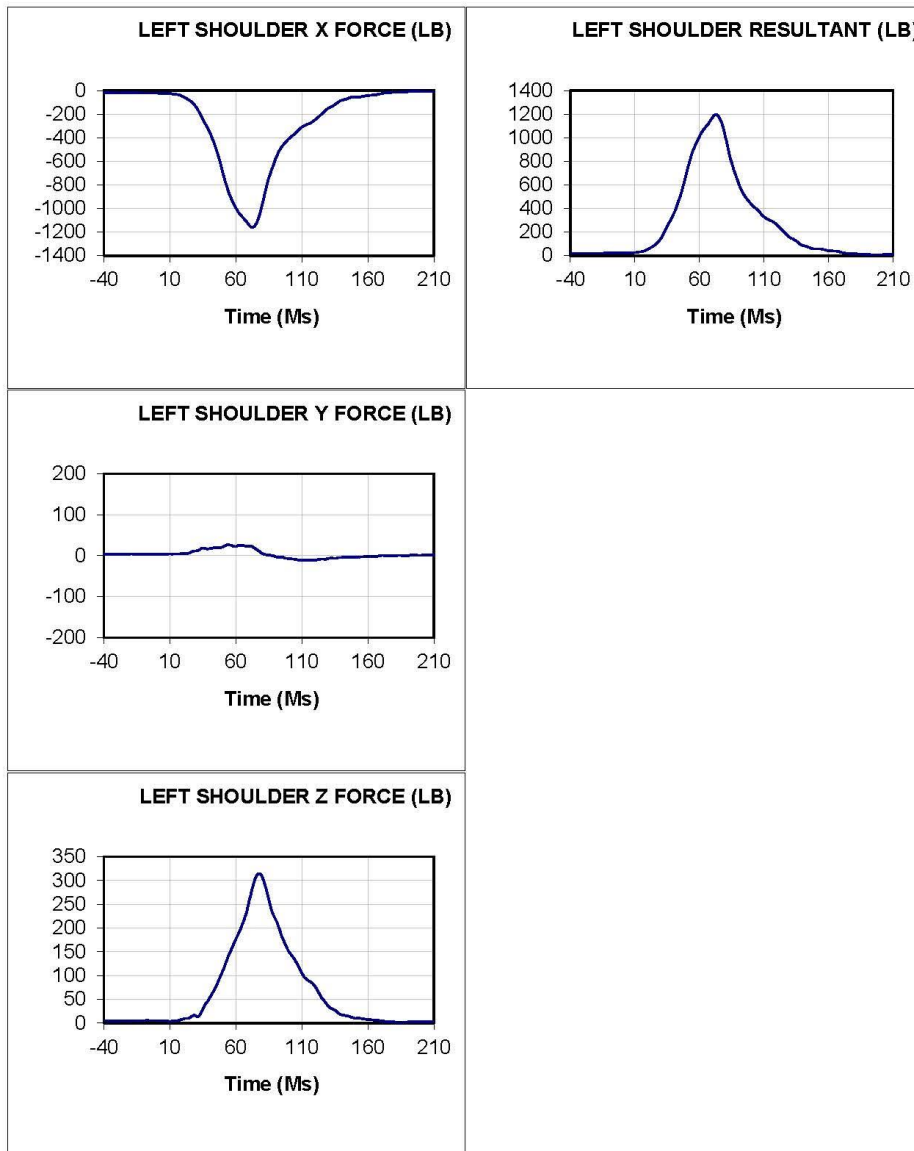 LEFT SHOULDER X FORCE (LB)
0
-200
-400
-600
-800
-1000
-1200
-1400
-40 10 60 110 160 210
Time (Ms)
LEFT SHOULDER RESULTANT (LB)
1400
1200
1000
800
600
400
200
0
-40 10 60 110 160 210
Time (Ms)
LEFT SHOULDER Y FORCE (LB)
200
100
0
-100
-200
-40 10 60 110 160 210
Time (Ms)
LEFT SHOULDER Z FORCE (LB)
350
300
250
200
150
100
50
0
-40 10 60 110 160 210
Time (Ms)